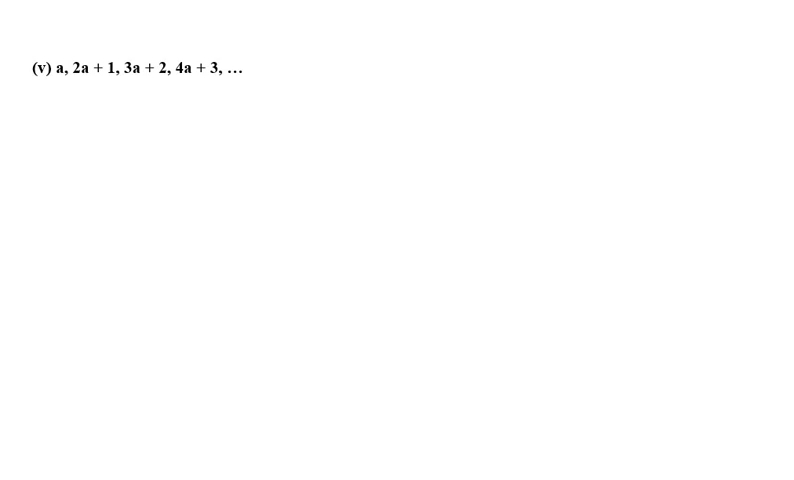 (v) a, 2a + 1, 3a + 2, 4a + 3, …